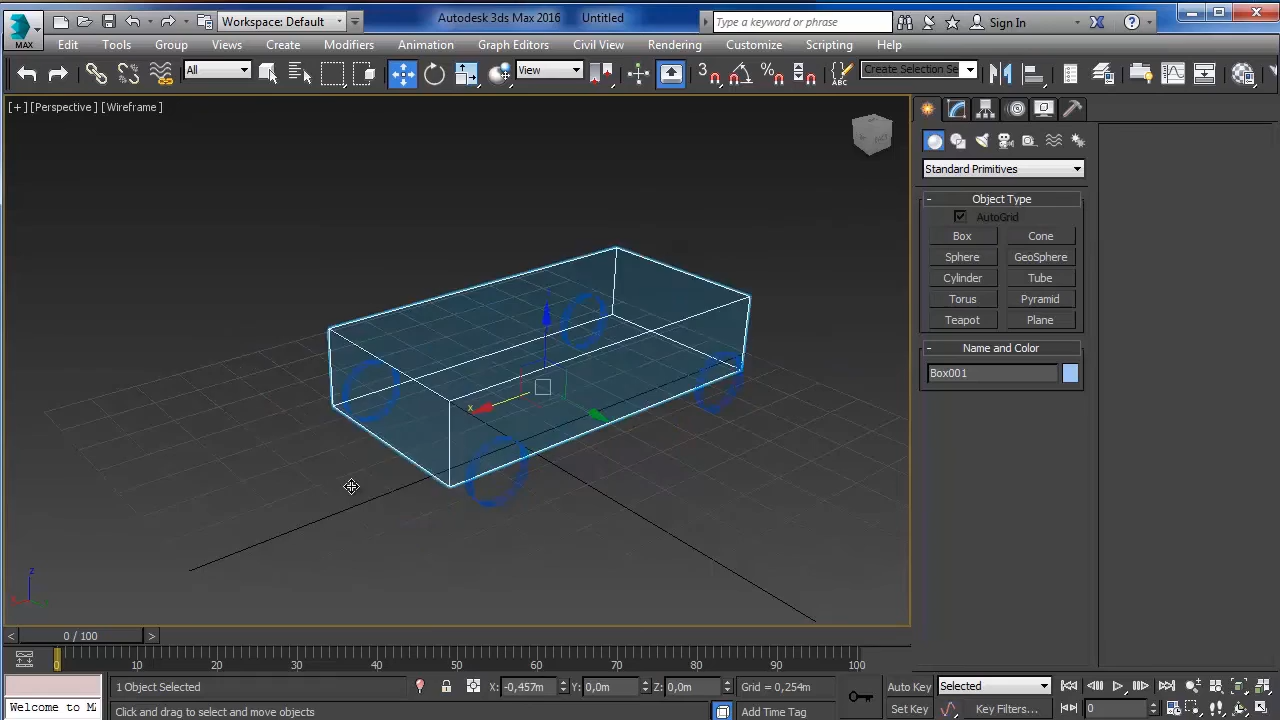 Workspace: Default
Autodesk 3ds Max 2016 Untitled
Type a keyword or phrase
Sign In
MAX
Edit Tools Group Views Create Modifiers Animation Graph Editors Civil View Rendering Customize Scripting Help
All
View
3
ABC
Create Selection Se
[+] [Perspective] [Wireframe]
Standard Primitives
- Object Type
AutoGrid
Box Cone
Sphere GeoSphere
Cylinder Tube
Torus Pyramid
Teapot Plane
- Name and Color
Box001
x
z
< 0 / 100 >
0 10 20 30 40 50 60 70 80 90 100
1 Object Selected
X: -0,457m Y: 0,0m Z: 0,0m Grid = 0,254m
Auto Key Selected
Welcome to MA
Click and drag to select and move objects
Add Time Tag
Set Key Key Filters... 0